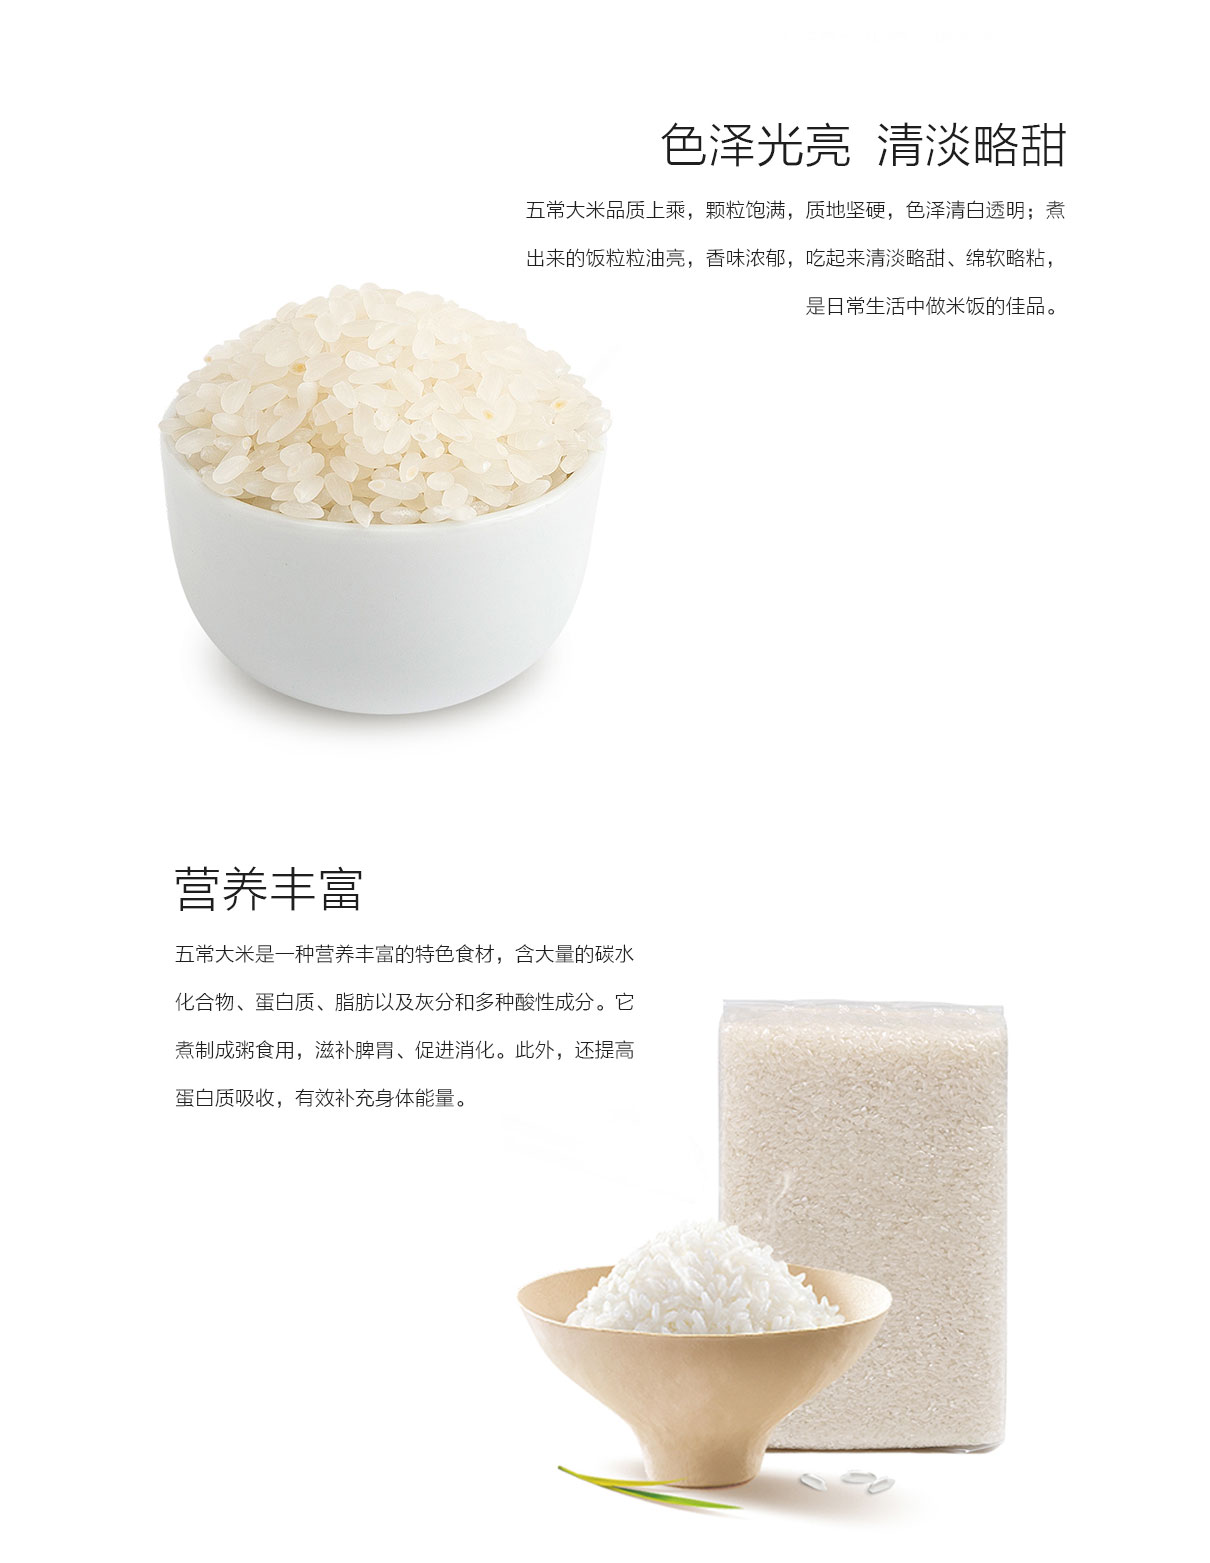 色泽光亮 清淡略甜
五常大米品质上乘，颗粒饱满，质地坚硬，色泽清白透明；煮
出来的饭粒粒油亮，香味浓郁，吃起来清淡略甜、绵软略粘，
是日常生活中做米饭的佳品。
营养丰富
五常大米是一种营养丰富的特色食材，含大量的碳水
化合物、蛋白质、脂肪以及灰分和多种酸性成分。它
煮制成粥食用，滋补脾胃、促进消化。此外，还提高
蛋白质吸收，有效补充身体能量。